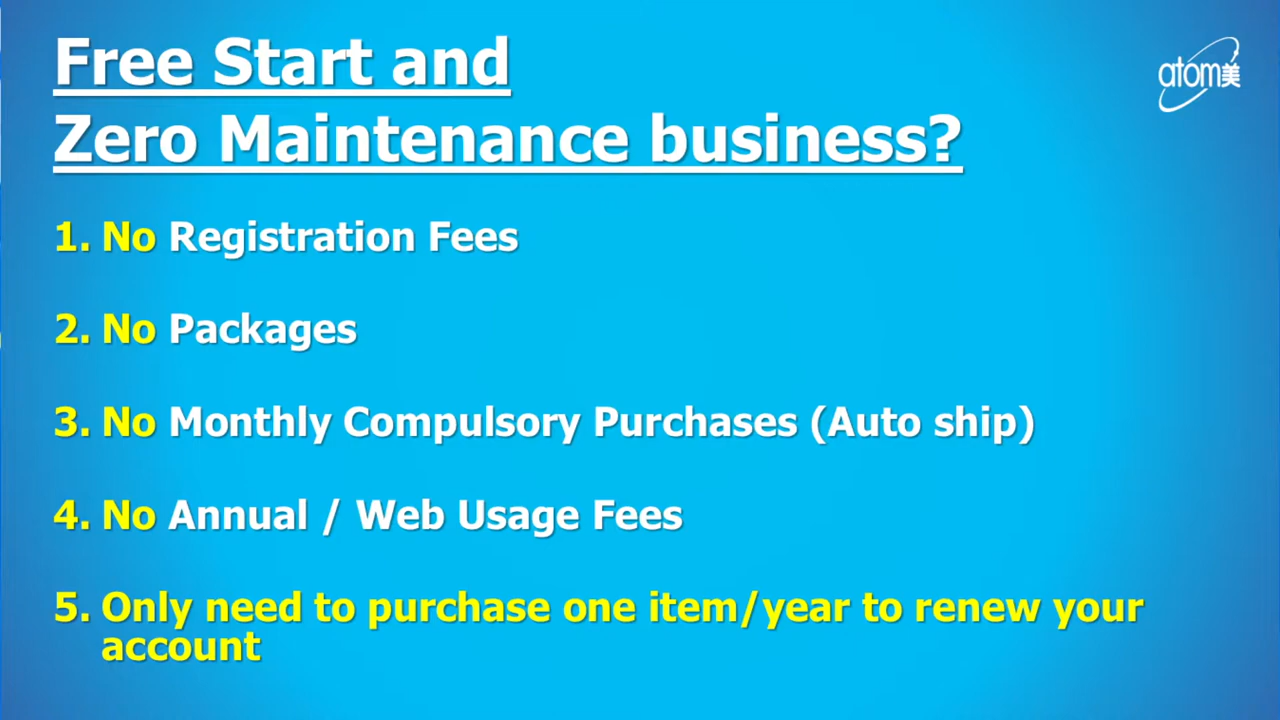 Free Start and
Zero Maintenance business?
atom美
1. No Registration Fees
2. No Packages
3. No Monthly Compulsory Purchases (Auto ship)
4. No Annual / Web Usage Fees
5. Only need to purchase one item/year to renew your
account